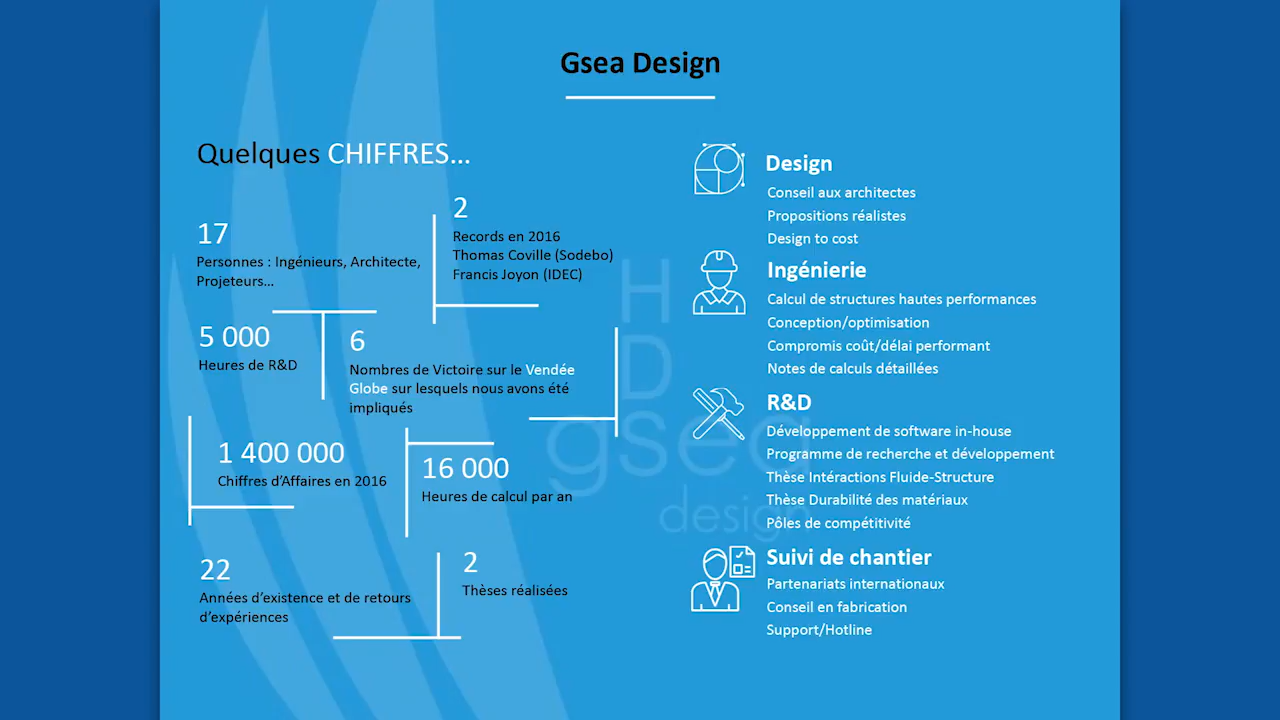 Gsea Design
Quelques CHIFFRES...
17
Personnes : Ingénieurs, Architecte,
Projeteurs...
2
Records en 2016
Thomas Coville (Sodebo)
Francis Joyon (IDEC)
5 000
Heures de R&D
6
Nombres de Victoire sur le Vendée
Globe sur lesquels nous avons été
impliqués
1 400 000
Chiffres d'Affaires en 2016
16 000
Heures de calcul par an
22
Années d'existence et de retours
d'expériences
2
Thèses réalisées
Design
Conseil aux architectes
Propositions réalistes
Design to cost
Ingénierie
Calcul de structures hautes performances
Conception/optimisation
Compromis coût/délai performant
Notes de calculs détaillées
R&D
Développement de software in-house
Programme de recherche et développement
Thèse Intéractions Fluide-Structure
Thèse Durabilité des matériaux
Pôles de compétitivité
Suivi de chantier
Partenariats internationaux
Conseil en fabrication
Support/Hotline
H
D
gsea
design